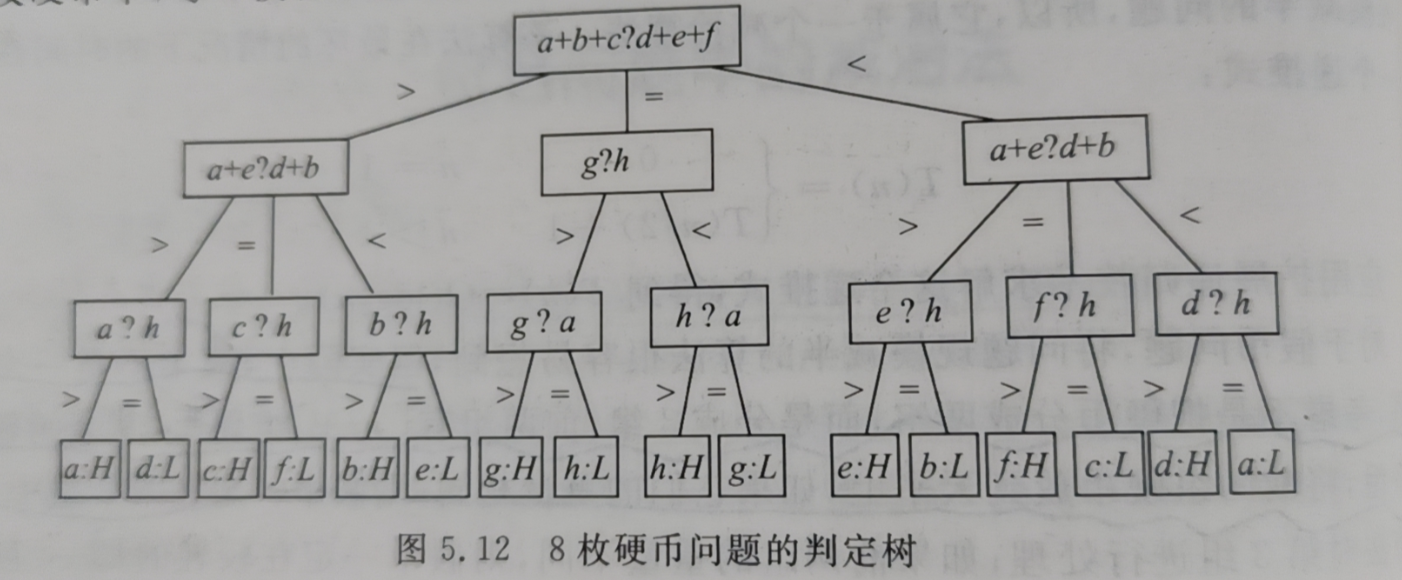 a+b+c?d+e+f
> = <
a+e?d+b g?h a+e?d+b
> = < > < > = <
a?h c?h b?h g?a h?a e?h f?h d?h
> = > = > = > = > = > = > = > =
a:H d:L c:H f:L b:H e:L g:H h:L h:H g:L e:H b:L f:H c:L d:H a:L
图 5.12 8枚硬币问题的判定树